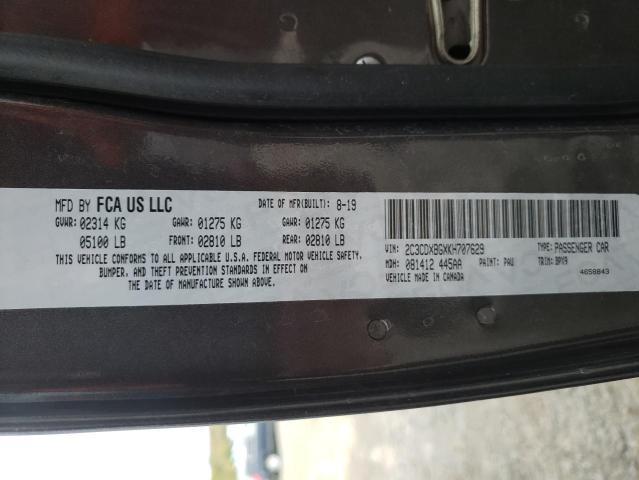 MFD BY FCA US LLC
DATE OF MFR(BUILT): 8-19
GVWR: 02314 KG GAWR: 01275 KG GAWR: 01275 KG
05100 LB FRONT: 02810 LB REAR: 02810 LB
THIS VEHICLE CONFORMS TO ALL APPLICABLE U.S.A. FEDERAL MOTOR VEHICLE SAFETY,
BUMPER, AND THEFT PREVENTION STANDARDS IN EFFECT ON
THE DATE OF MANUFACTURE SHOWN ABOVE.
VIN: 2C3CDXBGXKH707629 TYPE: PASSENGER CAR
MDH: 081412 445AA PAINT: PAU TRIM: BPX9
VEHICLE MADE IN CANADA 4658843